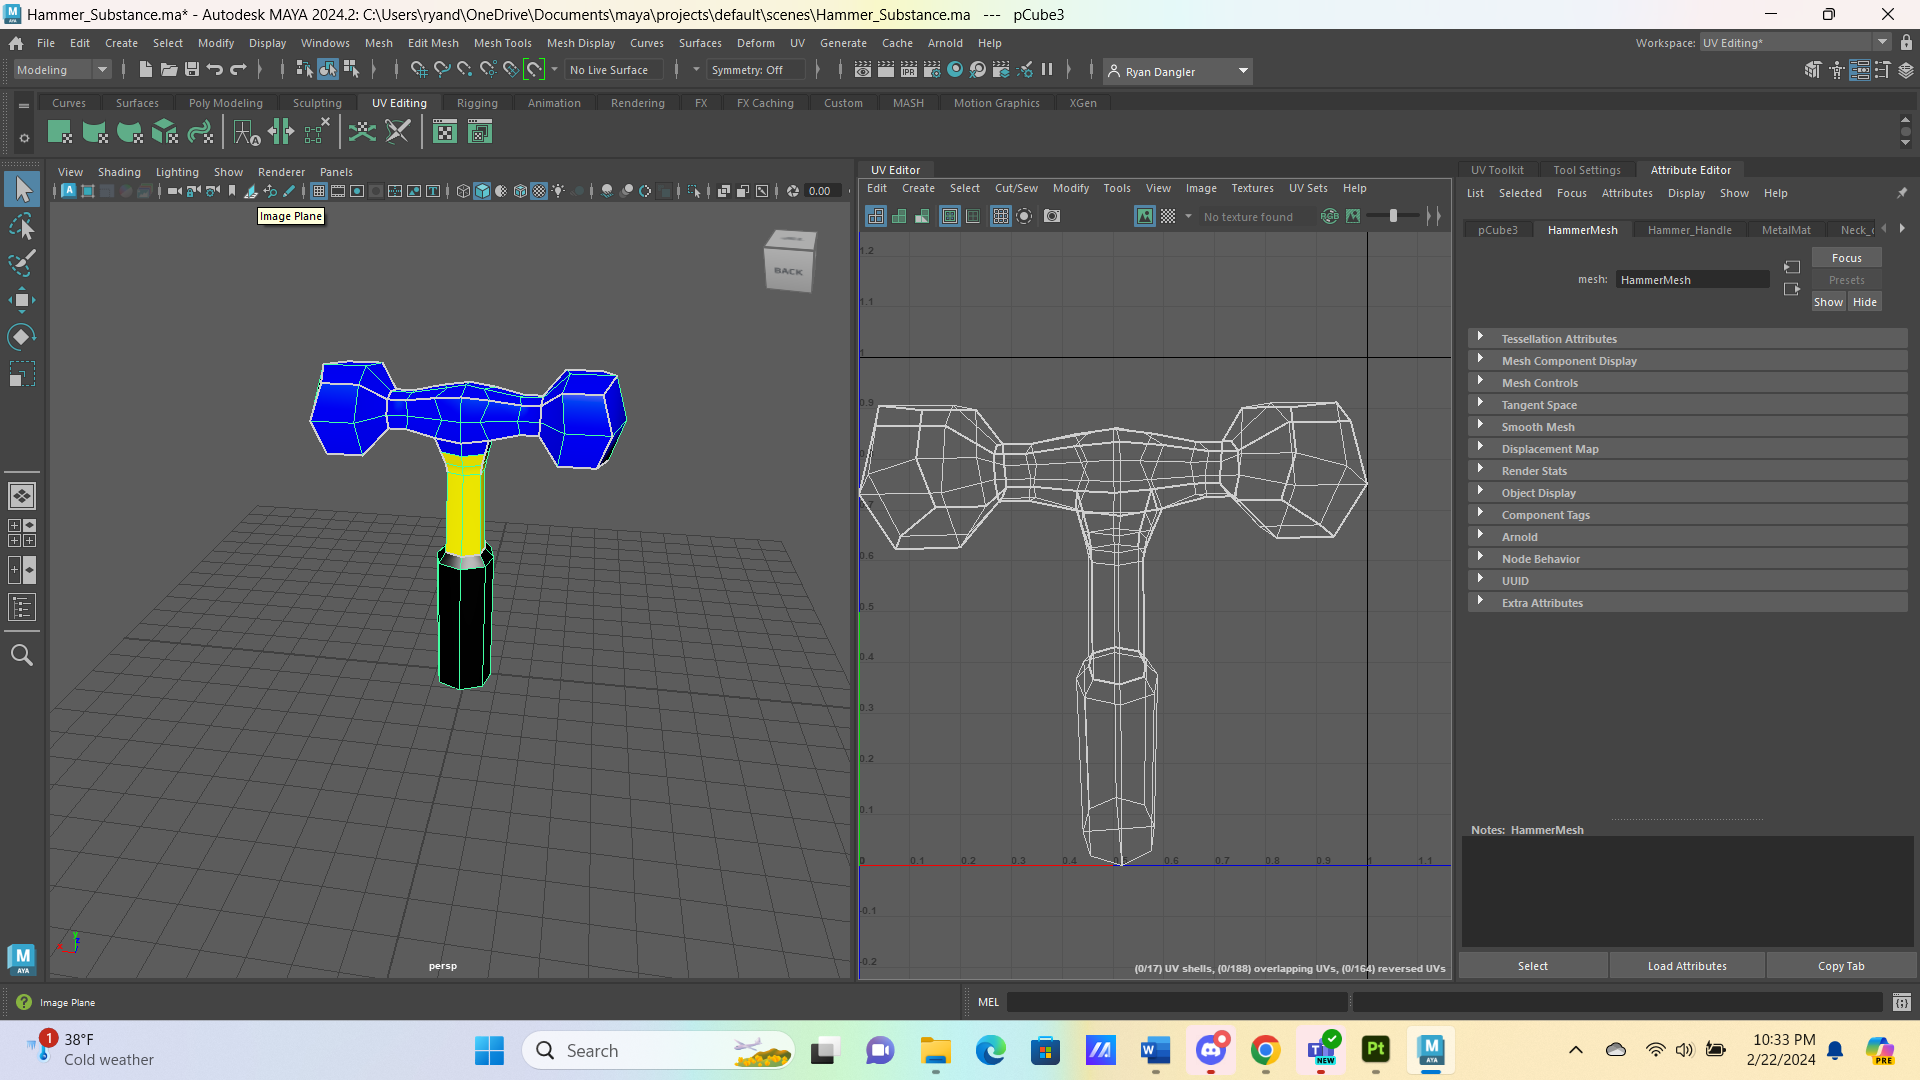 Hammer_Substance.ma* - Autodesk MAYA 2024.2: C:\Users\ryand\OneDrive\Documents\maya\projects\default\scenes\Hammer_Substance.ma --- pCube3
File Edit Create Select Modify Display Windows Mesh Edit Mesh Mesh Tools Mesh Display Curves Surfaces Deform UV Generate Cache Arnold Help
Workspace: UV Editing*
Modeling
No Live Surface
Symmetry: Off
IPR
Ryan Dangler
Curves Surfaces Poly Modeling Sculpting UV Editing Rigging Animation Rendering FX FX Caching Custom MASH Motion Graphics XGen
View Shading Lighting Show Renderer Panels
0.00
Image Plane
BACK
persp
UV Editor
Edit Create Select Cut/Sew Modify Tools View Image Textures UV Sets Help
No texture found
RGB
1.2
1.1
1
0.9
0.6
0.5
0.4
0.3
0.2
0.1
0 0.1 0.2 0.3 0.4 0.5 0.6 0.7 0.8 0.9 1 1.1
-0.1
-0.2
(0/17) UV shells, (0/188) overlapping UVs, (0/164) reversed UVs
UV Toolkit Tool Settings Attribute Editor
List Selected Focus Attributes Display Show Help
pCube3 HammerMesh Hammer_Handle MetalMat Neck_
mesh: HammerMesh
Focus
Presets
Show Hide
Tessellation Attributes
Mesh Component Display
Mesh Controls
Tangent Space
Smooth Mesh
Displacement Map
Render Stats
Object Display
Component Tags
Arnold
Node Behavior
UUID
Extra Attributes
Notes: HammerMesh
Select Load Attributes Copy Tab
M
AYA
Image Plane
MEL
1
38°F
Cold weather
Search
W
NEW
Pt
M
AYA
10:33 PM
2/22/2024
PRE